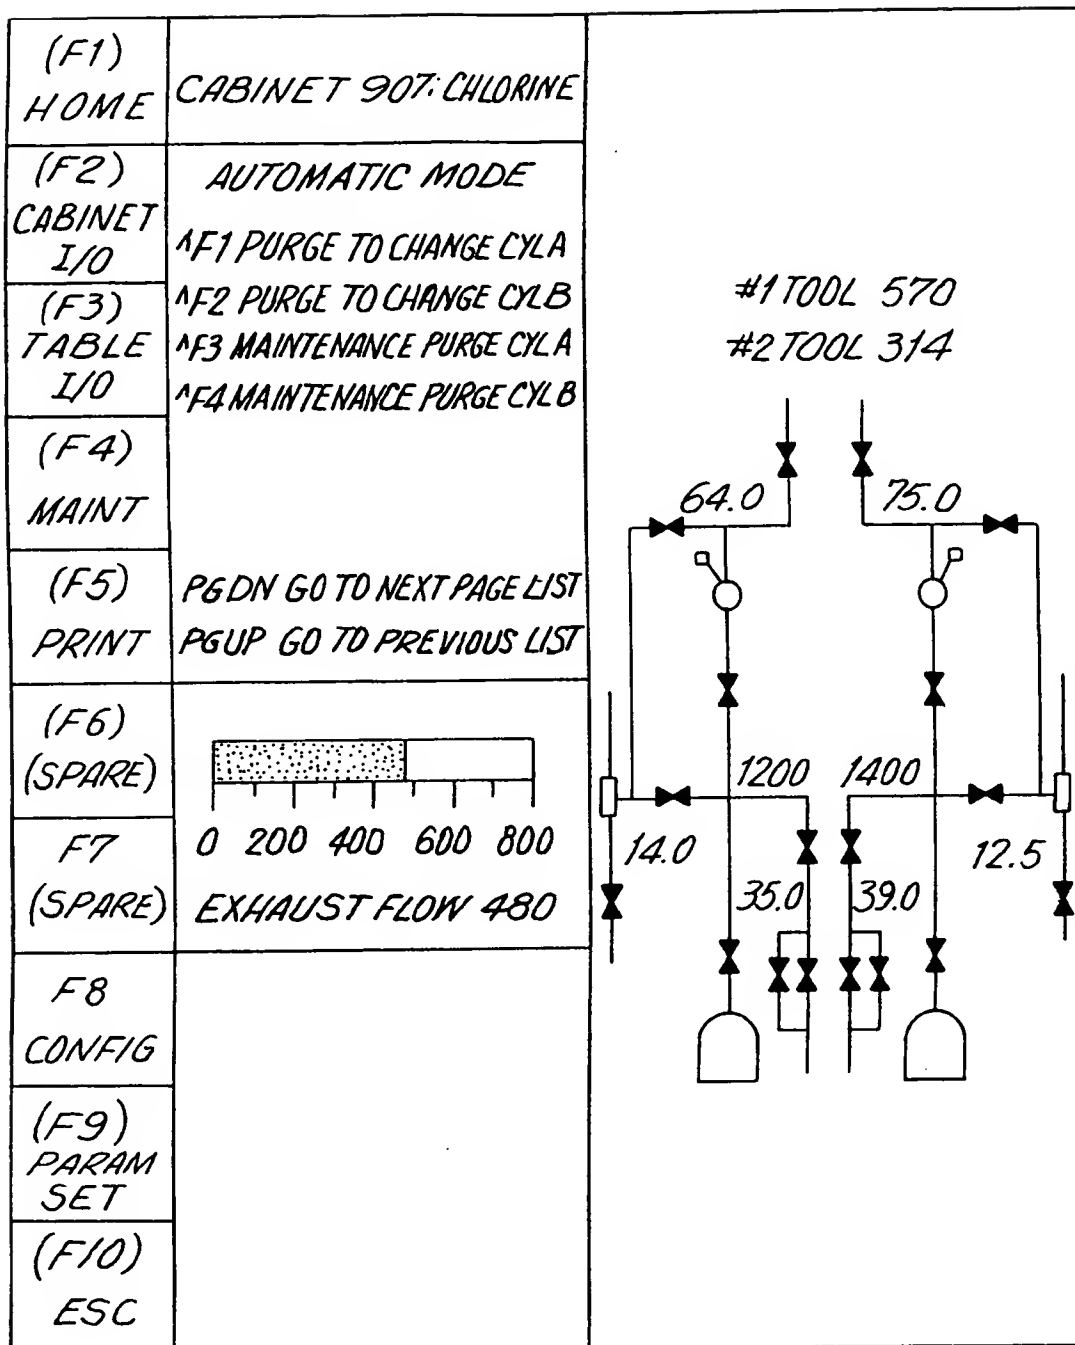 (F1)
HOME
CABINET 907: CHLORINE
(F2)
CABINET
I/O
AUTOMATIC MODE
^F1 PURGE TO CHANGE CYL A
^F2 PURGE TO CHANGE CYL B
^F3 MAINTENANCE PURGE CYL A
^F4 MAINTENANCE PURGE CYL B
(F3)
TABLE
I/O
(F4)
MAINT
(F5)
PRINT
PGDN GO TO NEXT PAGE LIST
PGUP GO TO PREVIOUS LIST
(F6)
(SPARE)
F7
(SPARE)
0 200 400 600 800
EXHAUST FLOW 480
F8
CONFIG
(F9)
PARAM
SET
(F10)
ESC
#1 TOOL 570
#2 TOOL 314
64.0 75.0
1200 1400
14.0 12.5
35.0 39.0